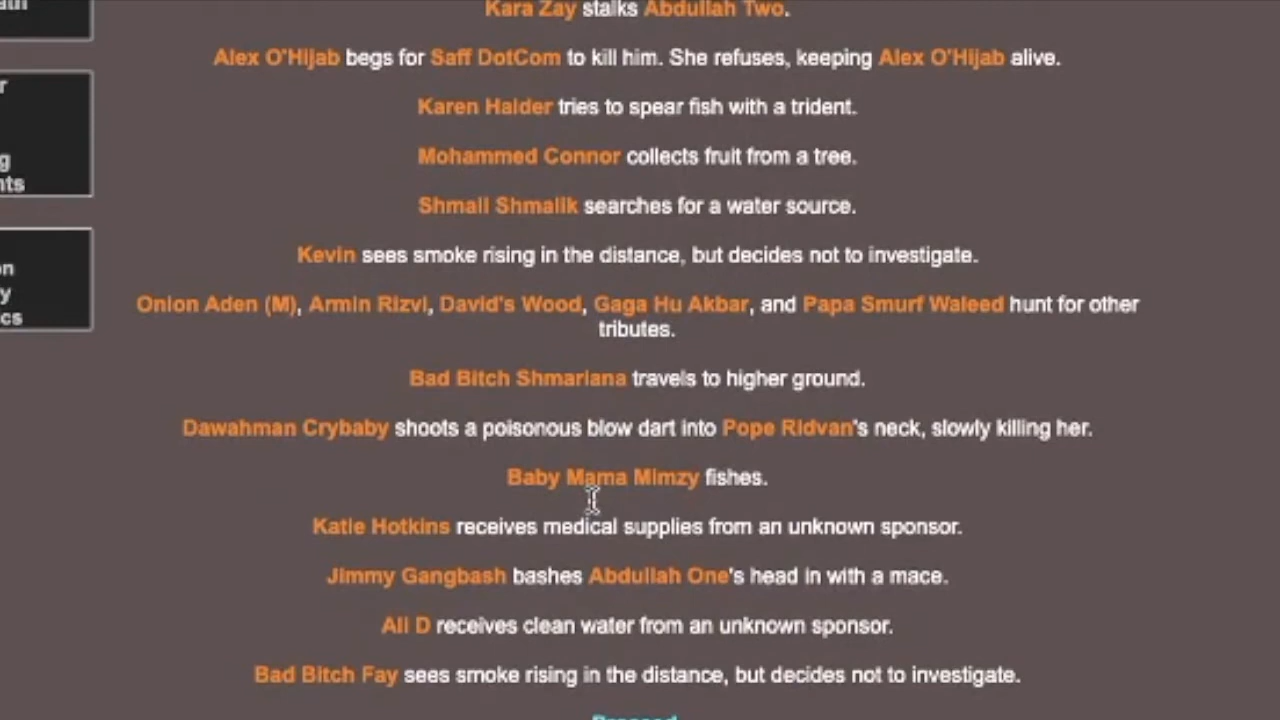 Kara Zay stalks Abdullah Two.
Alex O'Hijab begs for Saff DotCom to kill him. She refuses, keeping Alex O'Hijab alive.
r
Karen Halder tries to spear fish with a trident.
Mohammed Connor collects fruit from a tree.
g
nts
Shmali Shmalik searches for a water source.
Kevin sees smoke rising in the distance, but decides not to investigate.
on
y
cs
Onion Aden (M), Armin Rizvi, David's Wood, Gaga Hu Akbar, and Papa Smurf Waleed hunt for other
tributes.
Bad Bitch Shmariana travels to higher ground.
Dawahman Crybaby shoots a poisonous blow dart into Pope Ridvan's neck, slowly killing her.
Baby Mama Mimzy fishes.
Katie Hotkins receives medical supplies from an unknown sponsor.
Jimmy Gangbash bashes Abdullah One's head in with a mace.
Ali D receives clean water from an unknown sponsor.
Bad Bitch Fay sees smoke rising in the distance, but decides not to investigate.
Proceed